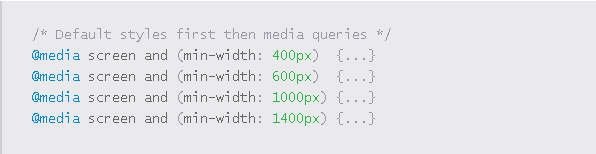 /* Default styles first then media queries */
@media screen and (min-width: 400px)  {...}
@media screen and (min-width: 600px)  {...}
@media screen and (min-width: 1000px) {...}
@media screen and (min-width: 1400px) {...}